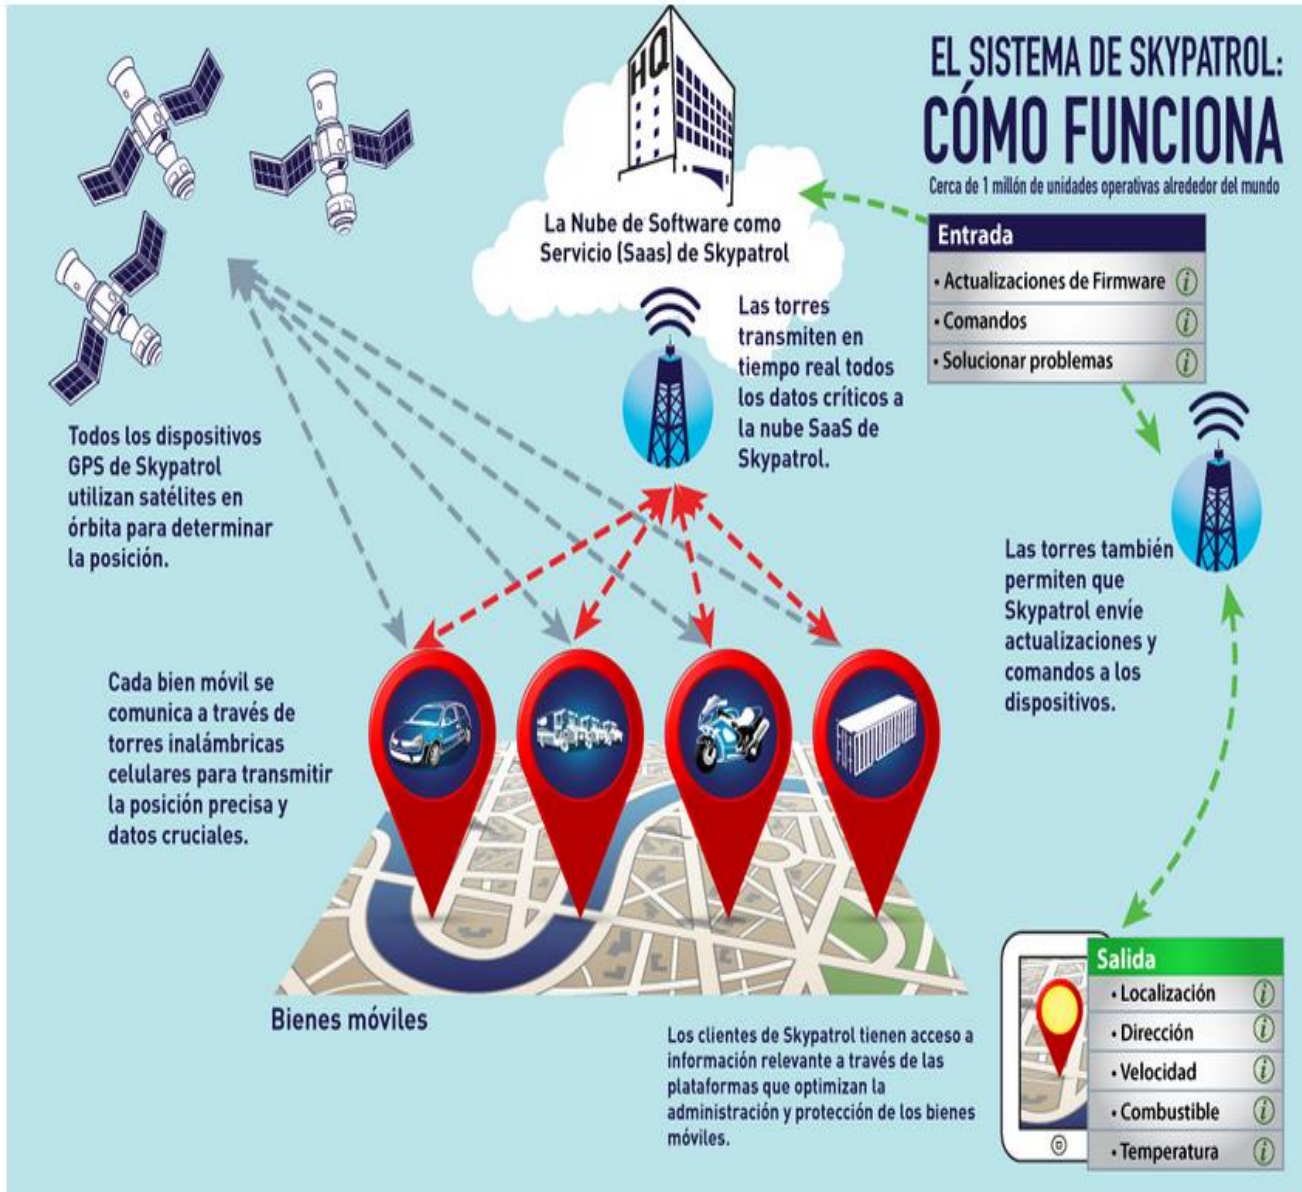 EL SISTEMA DE SKYPATROL:
CÓMO FUNCIONA
Cerca de 1 millón de unidades operativas alrededor del mundo
HQ
La Nube de Software como
Servicio (Saas) de Skypatrol
Entrada
• Actualizaciones de Firmware i
• Comandos i
• Solucionar problemas i
Las torres
transmiten en
tiempo real todos
los datos críticos a
la nube SaaS de
Skypatrol.
Todos los dispositivos
GPS de Skypatrol
utilizan satélites en
órbita para determinar
la posición.
Las torres también
permiten que
Skypatrol envíe
actualizaciones y
comandos a los
dispositivos.
Cada bien móvil se
comunica a través de
torres inalámbricas
celulares para transmitir
la posición precisa y
datos cruciales.
Bienes móviles
Los clientes de Skypatrol tienen acceso a
información relevante a través de las
plataformas que optimizan la
administración y protección de los bienes
móviles.
Salida
• Localización i
• Dirección i
• Velocidad i
• Combustible i
• Temperatura i